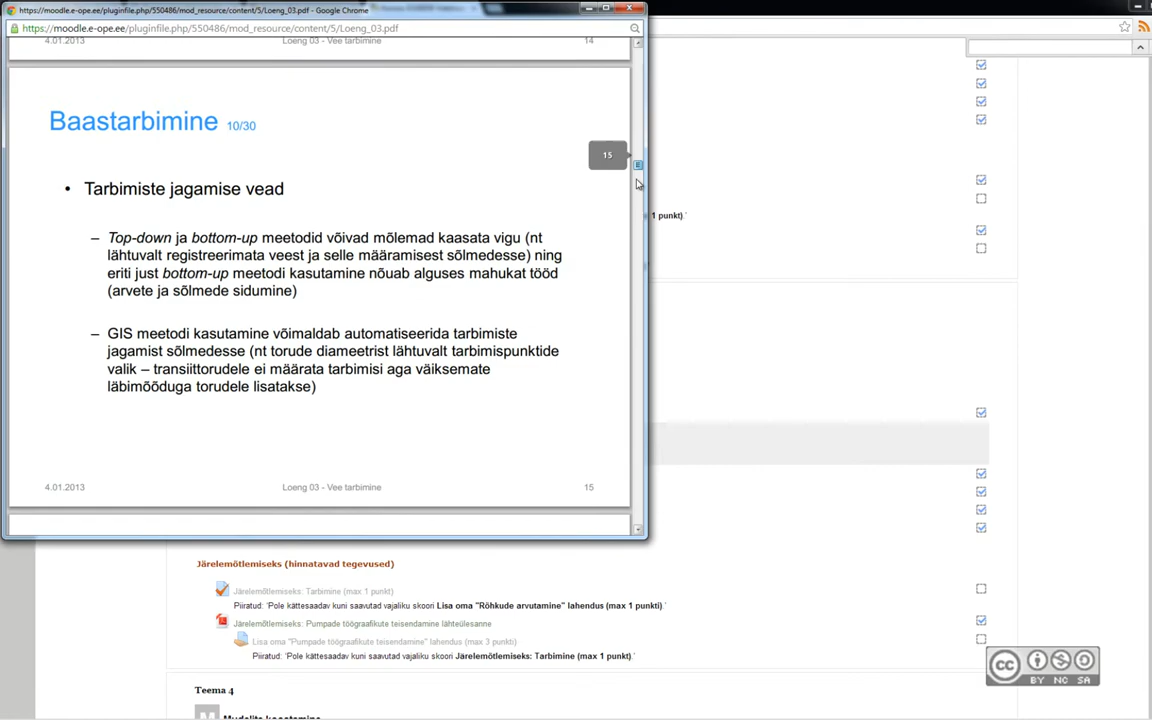 https://moodle.e-ope.ee/pluginfile.php/550486/mod_resource/content/5/Loeng_03.pdf - Google Chrome
https://moodle.e-ope.ee/pluginfile.php/550486/mod_resource/content/5/Loeng_03.pdf
4.01.2013 Loeng 03 - Vee tarbimine 14
Baastarbimine 10/30
15
• Tarbimiste jagamise vead
– Top-down ja bottom-up meetodid võivad mõlemad kaasata vigu (nt
lähtuvalt registreerimata veest ja selle määramisest sõlmedesse) ning
eriti just bottom-up meetodi kasutamine nõuab alguses mahukat tööd
(arvete ja sõlmede sidumine)
– GIS meetodi kasutamine võimaldab automatiseerida tarbimiste
jagamist sõlmedesse (nt torude diameetrist lähtuvalt tarbimispunktide
valik – transiittorudele ei määrata tarbimisi aga väiksemate
läbimõõduga torudele lisatakse)
4.01.2013 Loeng 03 - Vee tarbimine 15
1 punkt).'
Järelemõtlemiseks (hinnatavad tegevused)
Järelemõtlemiseks: Tarbimine (max 1 punkt)
Piiratud: 'Pole kättesaadav kuni saavutad vajaliku skoori Lisa oma "Rõhkude arvutamine" lahendus (max 1 punkti).'
Järelemõtlemiseks: Pumpade töögraafikute teisendamine lähteülesanne
Lisa oma "Pumpade töögraafikute teisendamine" lahendus (max 3 punkti)
Piiratud: 'Pole kättesaadav kuni saavutad vajaliku skoori Järelemõtlemiseks: Tarbimine (max 1 punkt).'
Teema 4
cc BY NC SA